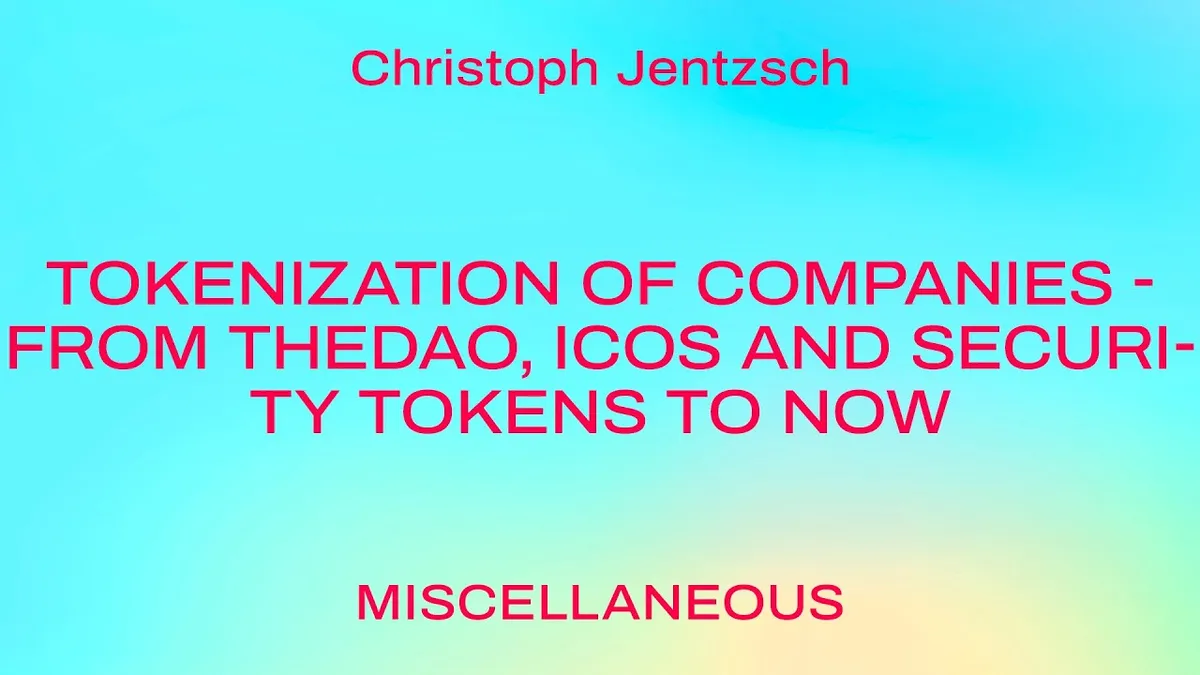 Christoph Jentzsch
TOKENIZATION OF COMPANIES -
FROM THEDAO, ICOS AND SECURI-
TY TOKENS TO NOW
MISCELLANEOUS